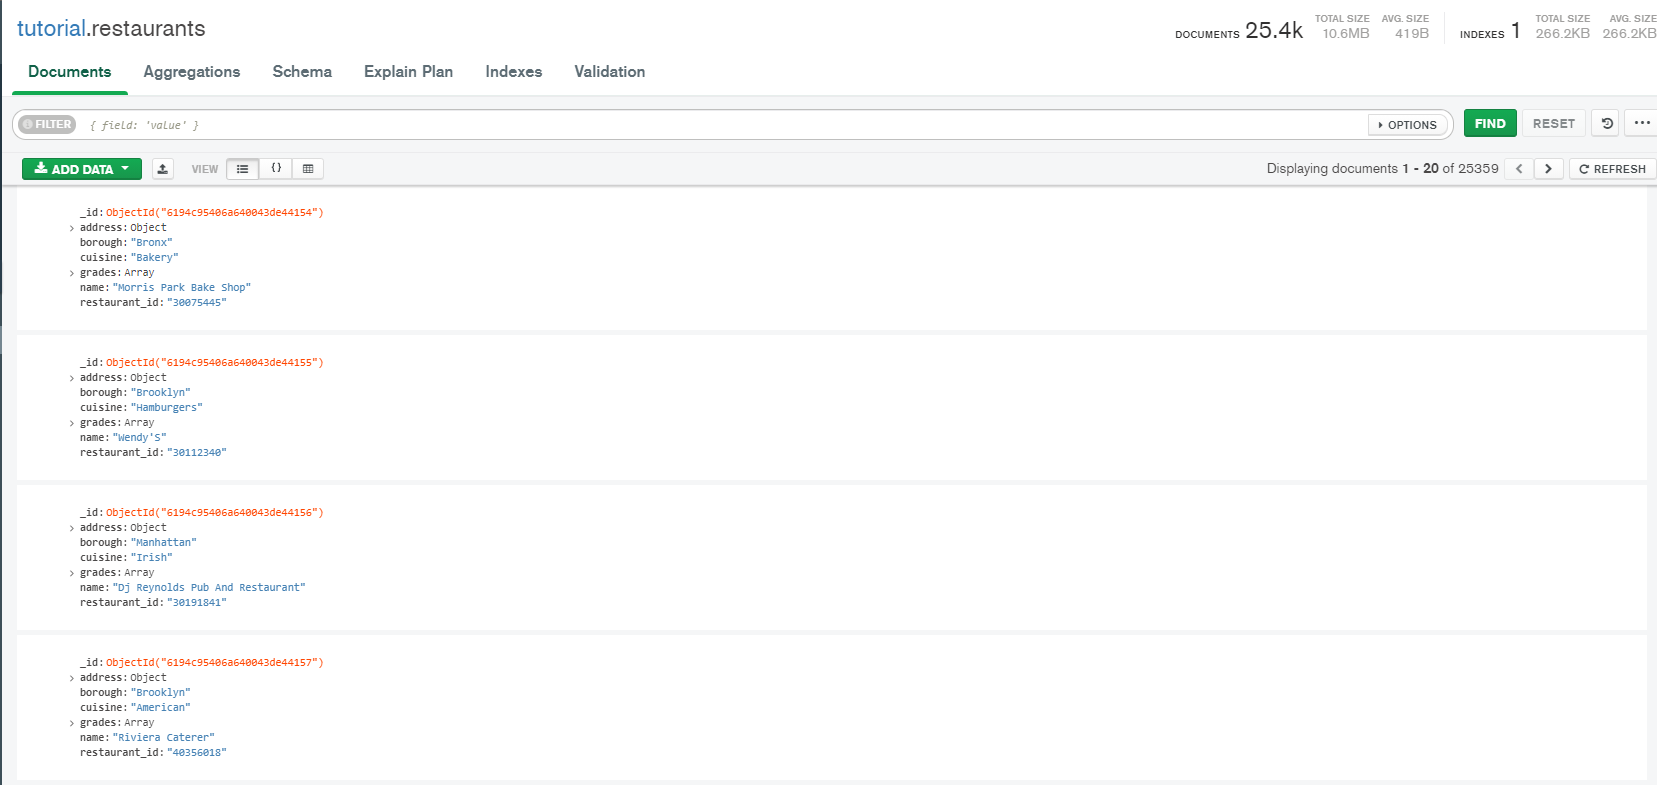 tutorial.restaurants
DOCUMENTS 25.4k TOTAL SIZE 10.6MB AVG. SIZE 419B INDEXES 1 TOTAL SIZE 266.2KB AVG. SIZE 266.2KB
Documents Aggregations Schema Explain Plan Indexes Validation
FILTER { field: 'value' } OPTIONS FIND RESET ...
ADD DATA VIEW {} Displaying documents 1 - 20 of 25359 < > REFRESH
_id: ObjectId("6194c95406a640043de44154")
> address: Object
borough: "Bronx"
cuisine: "Bakery"
> grades: Array
name: "Morris Park Bake Shop"
restaurant_id: "30075445"
_id: ObjectId("6194c95406a640043de44155")
> address: Object
borough: "Brooklyn"
cuisine: "Hamburgers"
> grades: Array
name: "Wendy'S"
restaurant_id: "30112340"
_id: ObjectId("6194c95406a640043de44156")
> address: Object
borough: "Manhattan"
cuisine: "Irish"
> grades: Array
name: "Dj Reynolds Pub And Restaurant"
restaurant_id: "30191841"
_id: ObjectId("6194c95406a640043de44157")
> address: Object
borough: "Brooklyn"
cuisine: "American"
> grades: Array
name: "Riviera Caterer"
restaurant_id: "40356018"